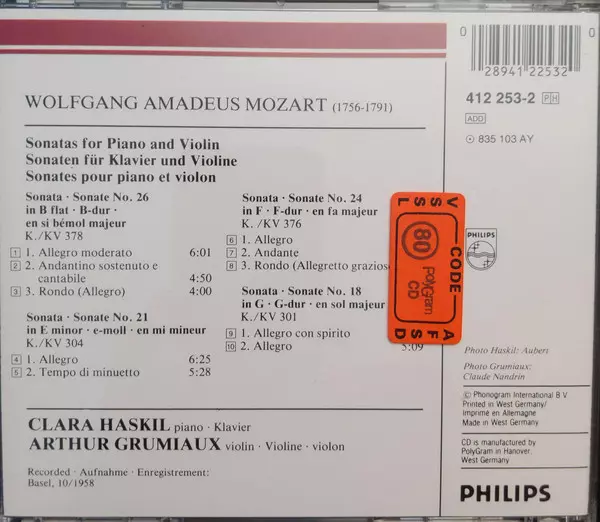 WOLFGANG AMADEUS MOZART (1756-1791)
Sonatas for Piano and Violin
Sonaten für Klavier und Violine
Sonates pour piano et violon
Sonata · Sonate No. 26
in B flat · B-dur ·
en si bémol majeur
K./KV 378
1 1. Allegro moderato 6:01
2 2. Andantino sostenuto e
cantabile 4:50
3 3. Rondo (Allegro) 4:00
Sonata · Sonate No. 21
in E minor · e-moll · en mi mineur
K./KV 304
4 1. Allegro 6:25
5 2. Tempo di minuetto 5:28
Sonata · Sonate No. 24
in F · F-dur · en fa majeur
K./KV 376
6 1. Allegro
7 2. Andante
8 3. Rondo (Allegretto grazioso
Sonata · Sonate No. 18
in G · G-dur · en sol majeur
K./KV 301
9 1. Allegro con spirito
10 2. Allegro 5:09
CLARA HASKIL piano · Klavier
ARTHUR GRUMIAUX violin · Violine · violon
Recorded · Aufnahme · Enregistrement:
Basel, 10/1958
VSSL
CODE
AFSD
80
PolyGram
CD
0 0
0 28941 22532
412 253-2 PH
ADD
835 103 AY
PHILIPS
Photo Haskil: Aubert
Photo Grumiaux:
Claude Nandrin
℗ Phonogram International B V
Printed in West Germany/
Imprimé en Allemagne
Made in West Germany
CD is manufactured by
PolyGram in Hanover,
West Germany
PHILIPS